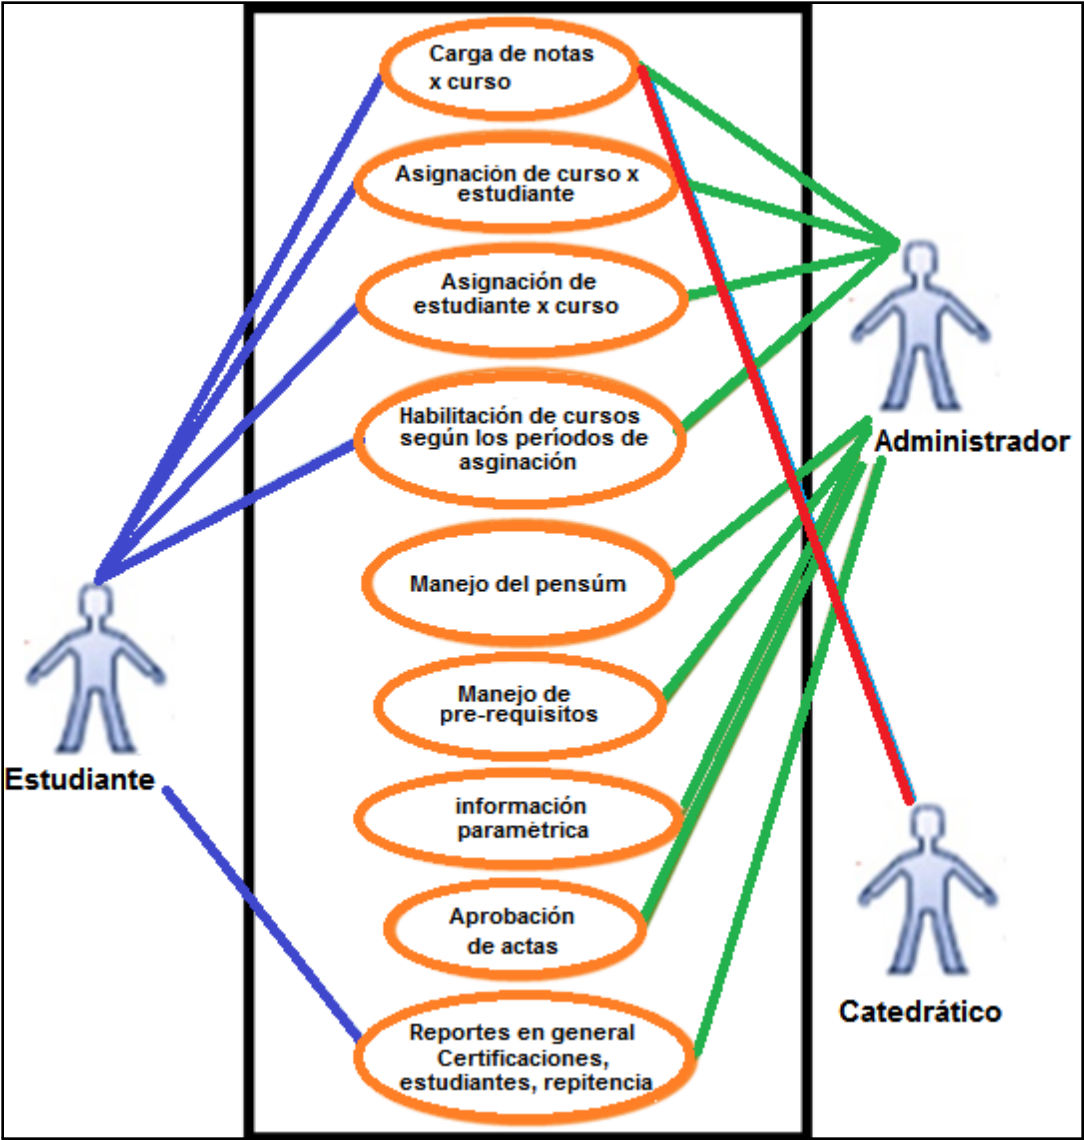 Carga de notas
x curso
Asignación de curso x
estudiante
Asignación de
estudiante x curso
Habilitación de cursos
según los períodos de
asginación
Administrador
Manejo del pensúm
Manejo de
pre-requisitos
Estudiante
información
paramètrica
Aprobación
de actas
Catedrático
Reportes en general
Certificaciones,
estudiantes, repitencia